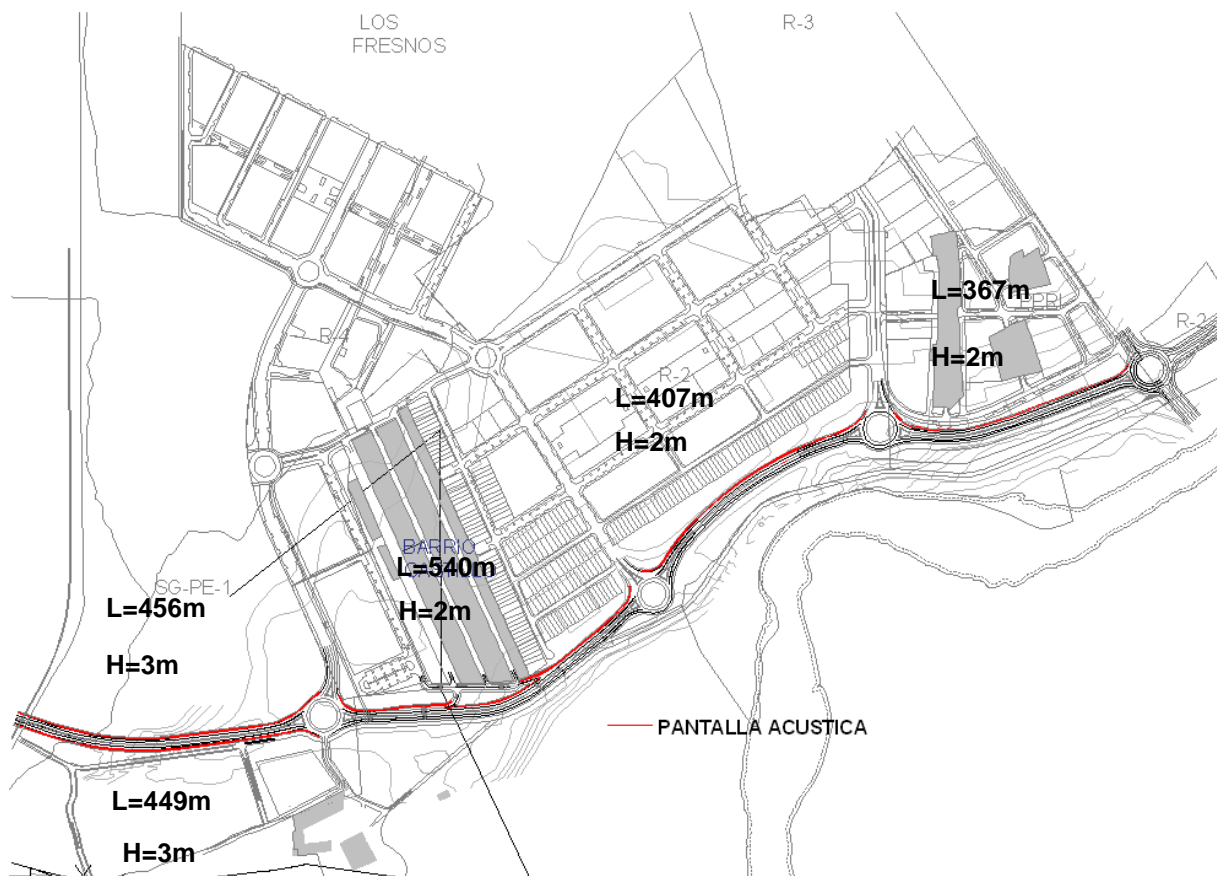 LOS
FRESNOS
R-3
L=367m
R-2
H=2m
R-2
L=407m
H=2m
BARRIO
L=540m
SG-PE-1
L=456m
H=2m
H=3m
PANTALLA ACUSTICA
L=449m
H=3m